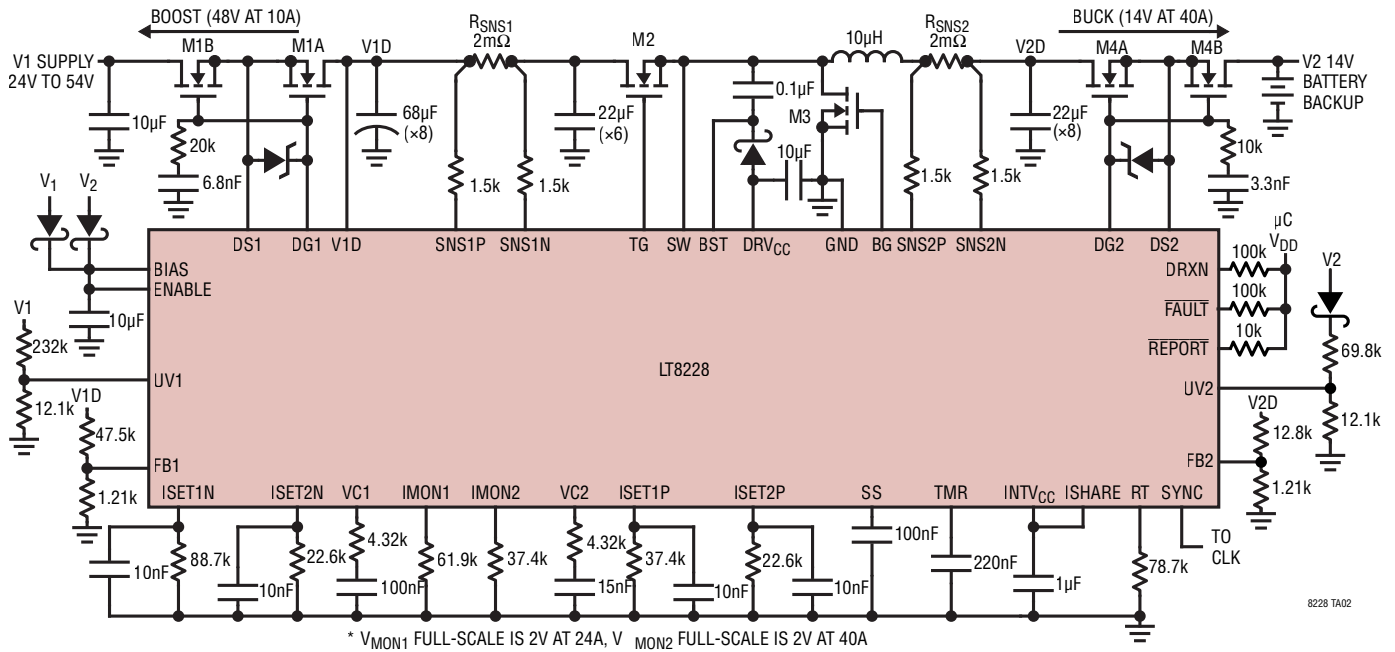 BOOST (48V AT 10A)
BUCK (14V AT 40A)
RSNS1
2mΩ
RSNS2
2mΩ
M1B
M1A
V1D
M2
10µH
V2D
M4A
M4B
V1 SUPPLY
24V TO 54V
V2 14V
BATTERY
BACKUP
10µF
20k
6.8nF
68µF
(×8)
22µF
(×6)
0.1µF
M3
10µF
22µF
(×8)
10k
3.3nF
1.5k
1.5k
1.5k
1.5k
V1
V2
DS1
DG1
V1D
SNS1P
SNS1N
TG
SW
BST
DRVCC
GND
BG
SNS2P
SNS2N
DG2
DS2
µC
VDD
BIAS
ENABLE
10µF
DRXN
100k
FAULT
100k
REPORT
10k
V2
69.8k
V1
232k
UV1
12.1k
LT8228
UV2
12.1k
V1D
47.5k
FB1
1.21k
V2D
12.8k
FB2
1.21k
ISET1N
ISET2N
VC1
IMON1
IMON2
VC2
ISET1P
ISET2P
SS
TMR
INTVCC
ISHARE
RT
SYNC
10nF
88.7k
10nF
22.6k
4.32k
100nF
61.9k
37.4k
4.32k
15nF
37.4k
10nF
22.6k
10nF
100nF
220nF
1µF
78.7k
TO
CLK
8228 TA02
* VMON1 FULL-SCALE IS 2V AT 24A, V MON2 FULL-SCALE IS 2V AT 40A